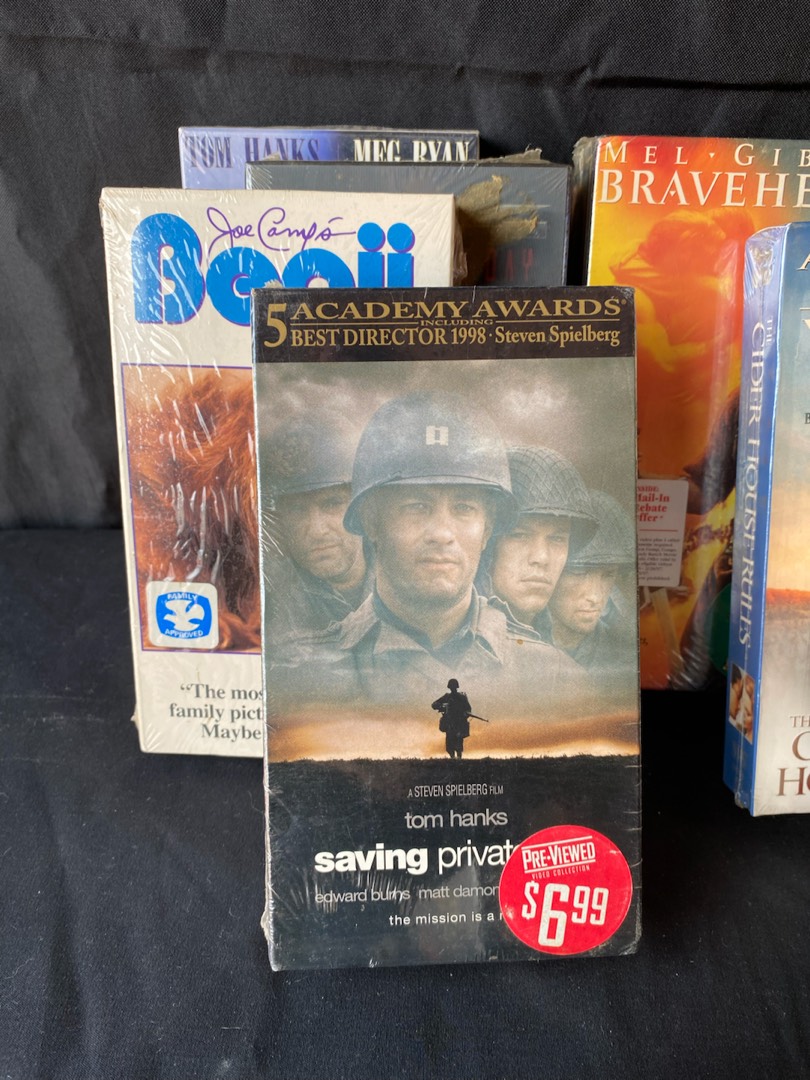 TOM HANKS MEG RYAN
Joe Camp's
Benji
FAMILY
APPROVED
"The mos
family pict
Maybe
5 ACADEMY AWARDS®
INCLUDING
BEST DIRECTOR 1998 · Steven Spielberg
A STEVEN SPIELBERG FILM
tom hanks
saving privat
edward burns matt damon
the mission is a
PRE-VIEWED
VIDEO COLLECTION
$6.99
MEL · GIB
BRAVEHE
Mail-In
Rebate
Offer
THE
CIDER HOUSE RULES
TH
HO